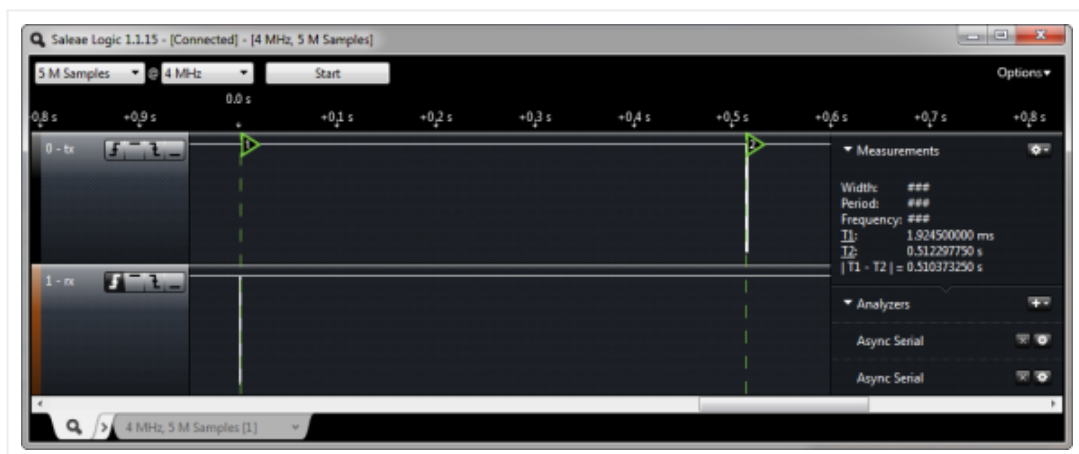 Saleae Logic 1.1.15 - [Connected] - [4 MHz, 5 M Samples]
5 M Samples @ 4 MHz Start Options
0.0 s
0,8 s +0,9 s +0,1 s +0,2 s +0,3 s +0,4 s +0,5 s +0,6 s +0,7 s +0,8 s
0 - tx
1
2
Measurements
Width: ###
Period: ###
Frequency: ###
T1: 1.924500000 ms
T2: 0.512297750 s
| T1 - T2 | = 0.510373250 s
1 - rx
Analyzers
Async Serial
Async Serial
4 MHz, 5 M Samples [1]